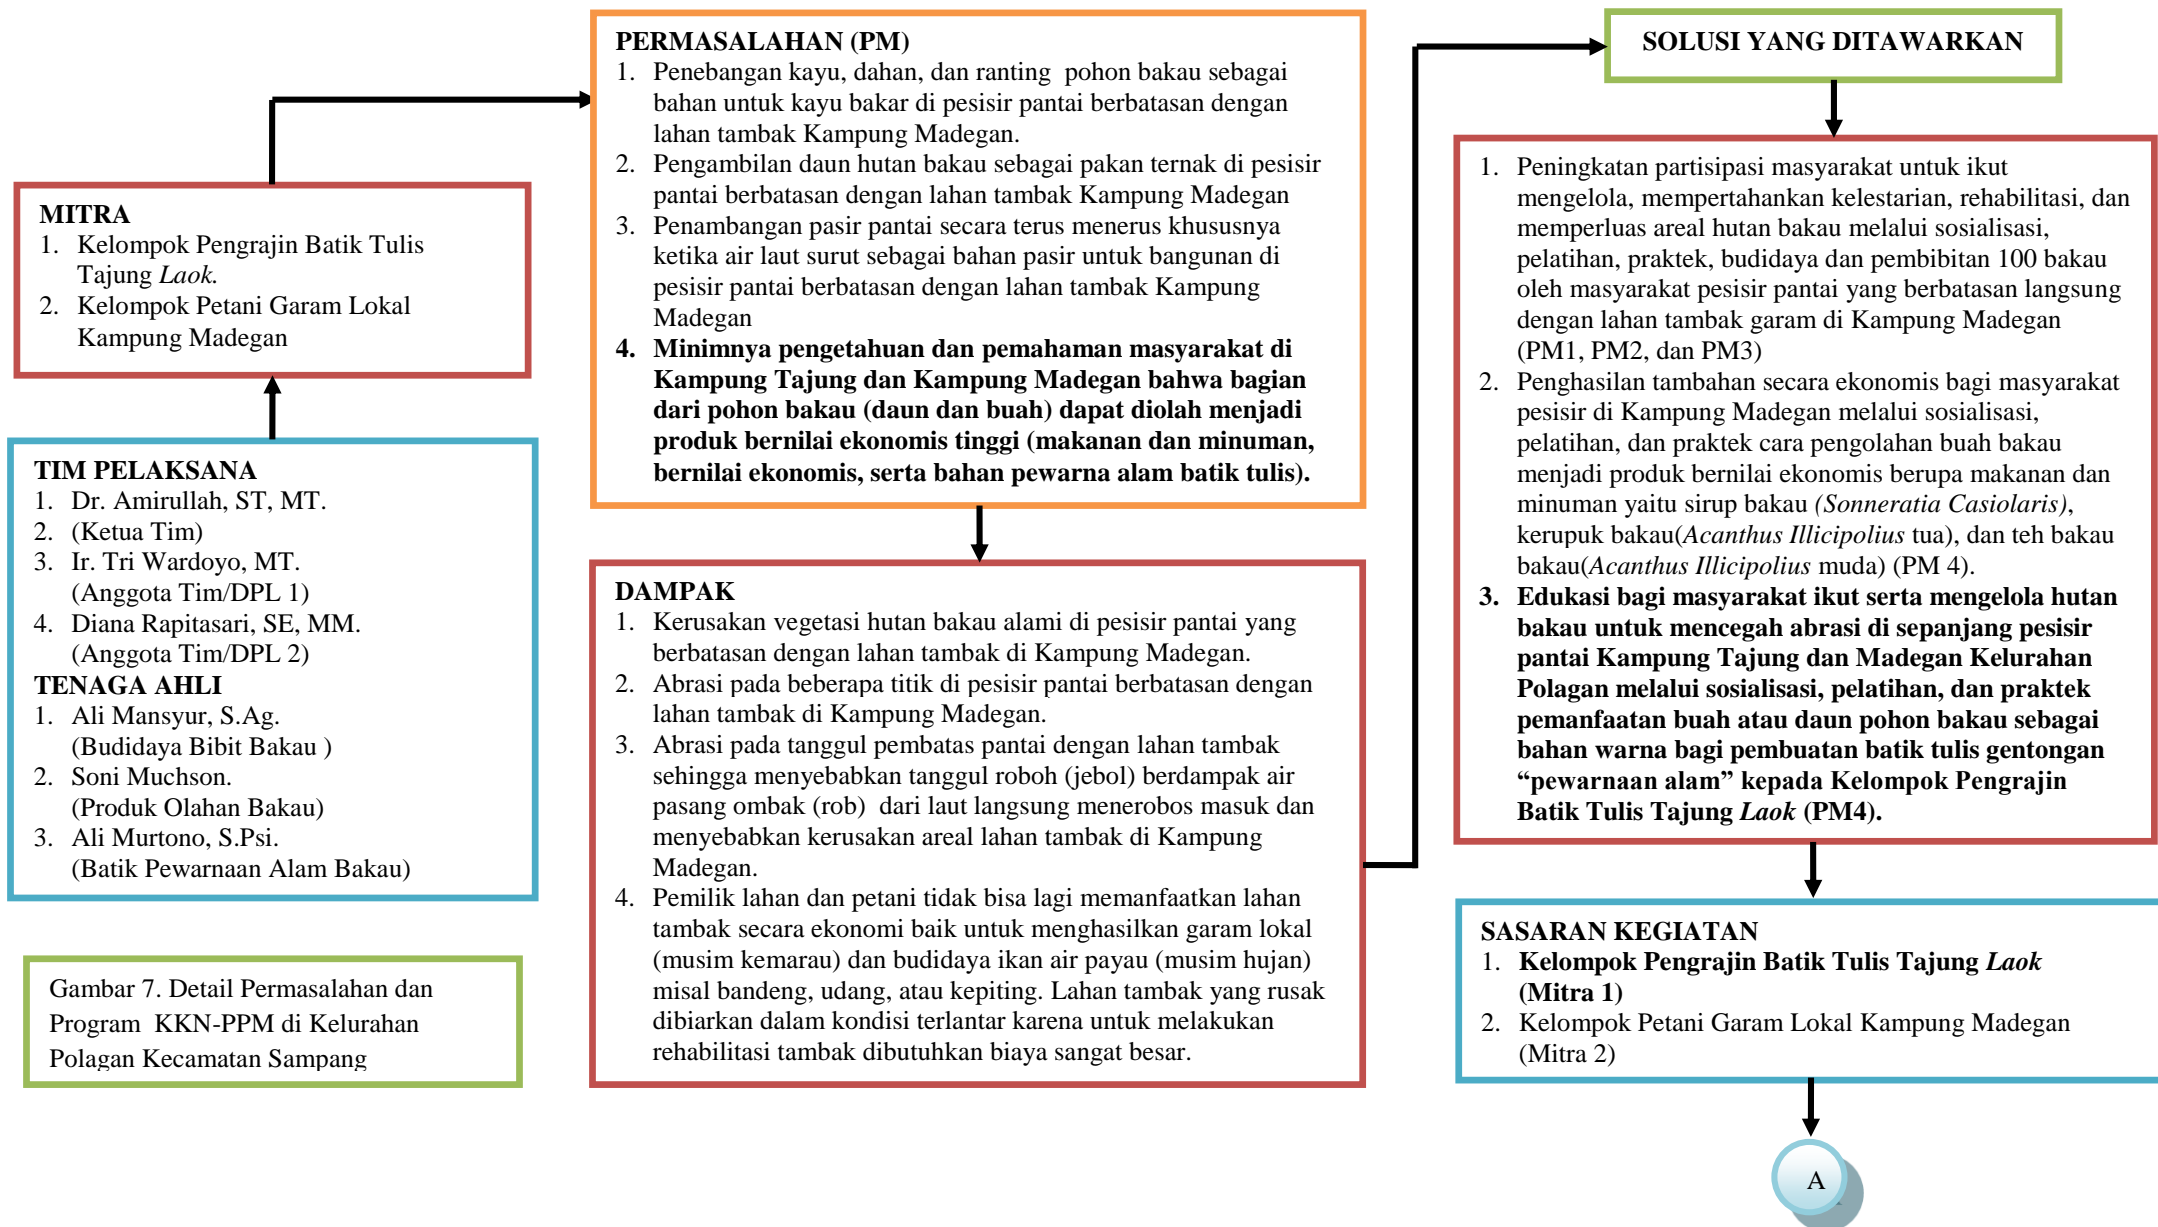 MITRA
1. Kelompok Pengrajin Batik Tulis
Tajung Laok.
2. Kelompok Petani Garam Lokal
Kampung Madegan
TIM PELAKSANA
1. Dr. Amirullah, ST, MT.
2. (Ketua Tim)
3. Ir. Tri Wardoyo, MT.
(Anggota Tim/DPL 1)
4. Diana Rapitasari, SE, MM.
(Anggota Tim/DPL 2)
TENAGA AHLI
1. Ali Mansyur, S.Ag.
(Budidaya Bibit Bakau )
2. Soni Muchson.
(Produk Olahan Bakau)
3. Ali Murtono, S.Psi.
(Batik Pewarnaan Alam Bakau)
Gambar 7. Detail Permasalahan dan
Program KKN-PPM di Kelurahan
Polagan Kecamatan Sampang
PERMASALAHAN (PM)
1. Penebangan kayu, dahan, dan ranting pohon bakau sebagai
bahan untuk kayu bakar di pesisir pantai berbatasan dengan
lahan tambak Kampung Madegan.
2. Pengambilan daun hutan bakau sebagai pakan ternak di pesisir
pantai berbatasan dengan lahan tambak Kampung Madegan
3. Penambangan pasir pantai secara terus menerus khususnya
ketika air laut surut sebagai bahan pasir untuk bangunan di
pesisir pantai berbatasan dengan lahan tambak Kampung
Madegan
4. Minimnya pengetahuan dan pemahaman masyarakat di
Kampung Tajung dan Kampung Madegan bahwa bagian
dari pohon bakau (daun dan buah) dapat diolah menjadi
produk bernilai ekonomis tinggi (makanan dan minuman,
bernilai ekonomis, serta bahan pewarna alam batik tulis).
DAMPAK
1. Kerusakan vegetasi hutan bakau alami di pesisir pantai yang
berbatasan dengan lahan tambak di Kampung Madegan.
2. Abrasi pada beberapa titik di pesisir pantai berbatasan dengan
lahan tambak di Kampung Madegan.
3. Abrasi pada tanggul pembatas pantai dengan lahan tambak
sehingga menyebabkan tanggul roboh (jebol) berdampak air
pasang ombak (rob) dari laut langsung menerobos masuk dan
menyebabkan kerusakan areal lahan tambak di Kampung
Madegan.
4. Pemilik lahan dan petani tidak bisa lagi memanfaatkan lahan
tambak secara ekonomi baik untuk menghasilkan garam lokal
(musim kemarau) dan budidaya ikan air payau (musim hujan)
misal bandeng, udang, atau kepiting. Lahan tambak yang rusak
dibiarkan dalam kondisi terlantar karena untuk melakukan
rehabilitasi tambak dibutuhkan biaya sangat besar.
SOLUSI YANG DITAWARKAN
1. Peningkatan partisipasi masyarakat untuk ikut
mengelola, mempertahankan kelestarian, rehabilitasi, dan
memperluas areal hutan bakau melalui sosialisasi,
pelatihan, praktek, budidaya dan pembibitan 100 bakau
oleh masyarakat pesisir pantai yang berbatasan langsung
dengan lahan tambak garam di Kampung Madegan
(PM1, PM2, dan PM3)
2. Penghasilan tambahan secara ekonomis bagi masyarakat
pesisir di Kampung Madegan melalui sosialisasi,
pelatihan, dan praktek cara pengolahan buah bakau
menjadi produk bernilai ekonomis berupa makanan dan
minuman yaitu sirup bakau (Sonneratia Casiolaris),
kerupuk bakau(Acanthus Illicipolius tua), dan teh bakau
bakau(Acanthus Illicipolius muda) (PM 4).
3. Edukasi bagi masyarakat ikut serta mengelola hutan
bakau untuk mencegah abrasi di sepanjang pesisir
pantai Kampung Tajung dan Madegan Kelurahan
Polagan melalui sosialisasi, pelatihan, dan praktek
pemanfaatan buah atau daun pohon bakau sebagai
bahan warna bagi pembuatan batik tulis gentongan
“pewarnaan alam” kepada Kelompok Pengrajin
Batik Tulis Tajung Laok (PM4).
SASARAN KEGIATAN
1. Kelompok Pengrajin Batik Tulis Tajung Laok
(Mitra 1)
2. Kelompok Petani Garam Lokal Kampung Madegan
(Mitra 2)
A